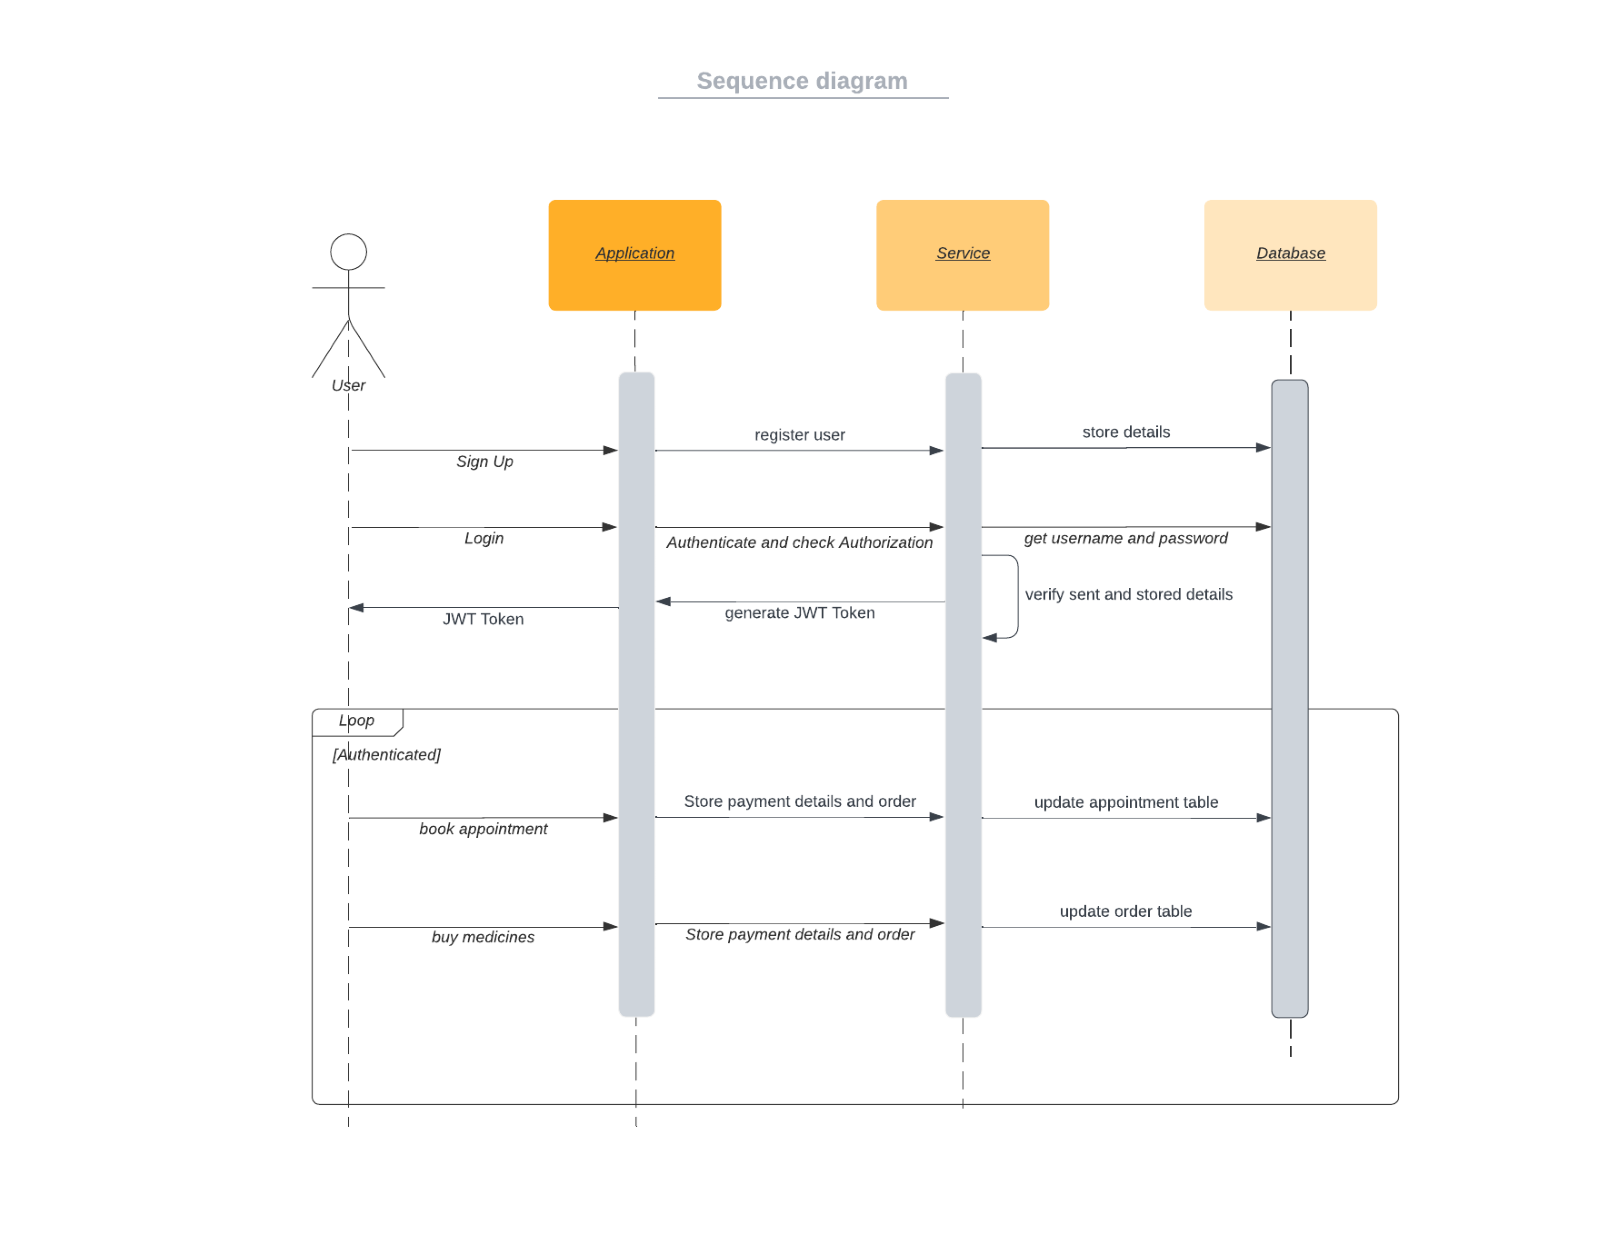 Sequence diagram
Application
Service
Database
User
register user
store details
Sign Up
Login
Authenticate and check Authorization
get username and password
verify sent and stored details
generate JWT Token
JWT Token
Loop
[Authenticated]
Store payment details and order
update appointment table
book appointment
update order table
buy medicines
Store payment details and order